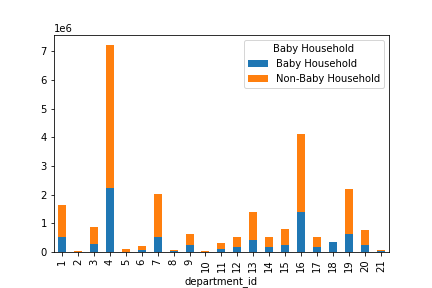 1e6
Baby Household
Baby Household
Non-Baby Household
7
6
5
4
3
2
1
0
1 2 3 4 5 6 7 8 9 10 11 12 13 14 15 16 17 18 19 20 21
department_id